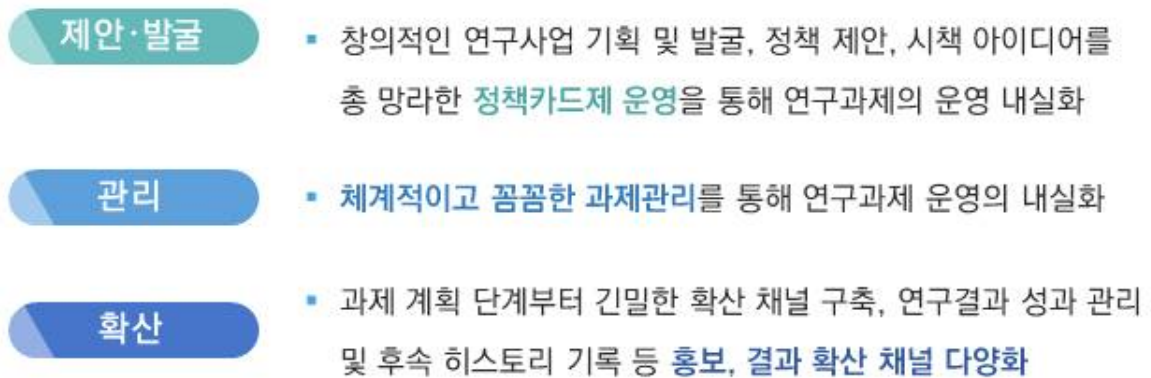 제안·발굴
▪ 창의적인 연구사업 기획 및 발굴, 정책 제안, 시책 아이디어를
총 망라한 정책카드제 운영을 통해 연구과제의 운영 내실화
관리
▪ 체계적이고 꼼꼼한 과제관리를 통해 연구과제 운영의 내실화
확산
▪ 과제 계획 단계부터 긴밀한 확산 채널 구축, 연구결과 성과 관리
및 후속 히스토리 기록 등 홍보, 결과 확산 채널 다양화